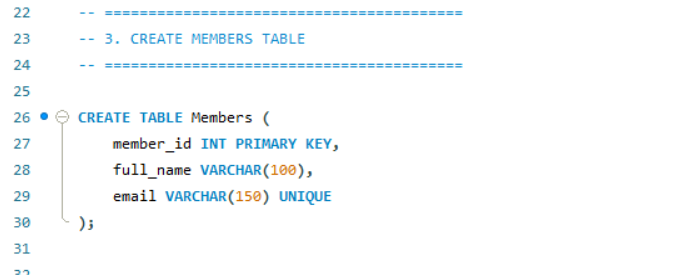 22 -- =========================================
23 -- 3. CREATE MEMBERS TABLE
24 -- =========================================
25
26 CREATE TABLE Members (
27     member_id INT PRIMARY KEY,
28     full_name VARCHAR(100),
29     email VARCHAR(150) UNIQUE
30 );
31
32